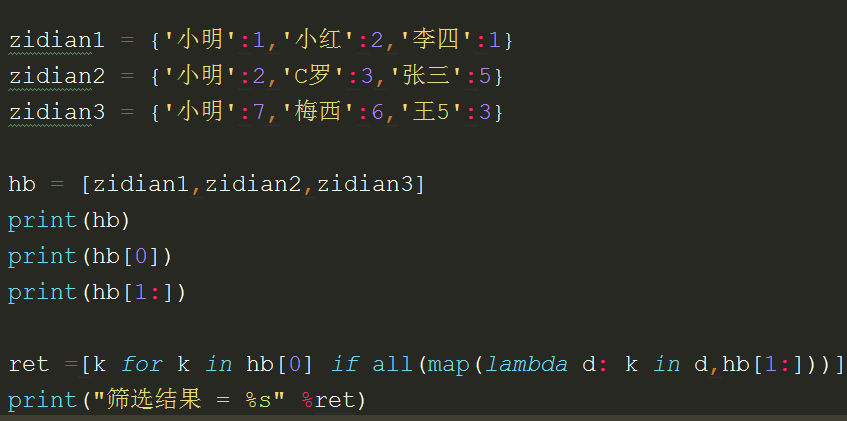 zidian1 = {'小明':1,'小红':2,'李四':1}
zidian2 = {'小明':2,'C罗':3,'张三':5}
zidian3 = {'小明':7,'梅西':6,'王5':3}
hb = [zidian1,zidian2,zidian3]
print(hb)
print(hb[0])
print(hb[1:])
ret =[k for k in hb[0] if all(map(lambda d: k in d,hb[1:]))]
print("筛选结果 = %s" %ret)